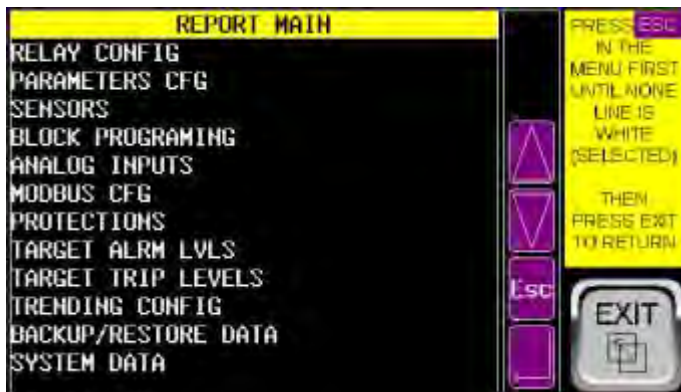 REPORT MAIN
RELAY CONFIG
PARAMETERS CFG
SENSORS
BLOCK PROGRAMING
ANALOG INPUTS
MODBUS CFG
PROTECTIONS
TARGET ALRM LVLS
TARGET TRIP LEVELS
TRENDING CONFIG
BACKUP/RESTORE DATA
SYSTEM DATA
Esc
PRESS ESC
IN THE
MENU FIRST
UNTIL NONE
LINE IS
WHITE
(SELECTED)
THEN
PRESS EXIT
TO RETURN
EXIT